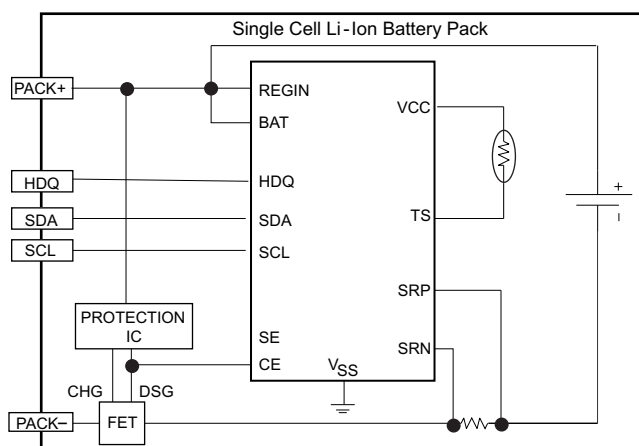 Single Cell Li-Ion Battery Pack
PACK+
REGIN
VCC
BAT
+
HDQ
HDQ
SDA
SDA
TS
-
SCL
SCL
SRP
PROTECTION
IC
SE
SRN
CE
VSS
CHG
DSG
PACK–
FET